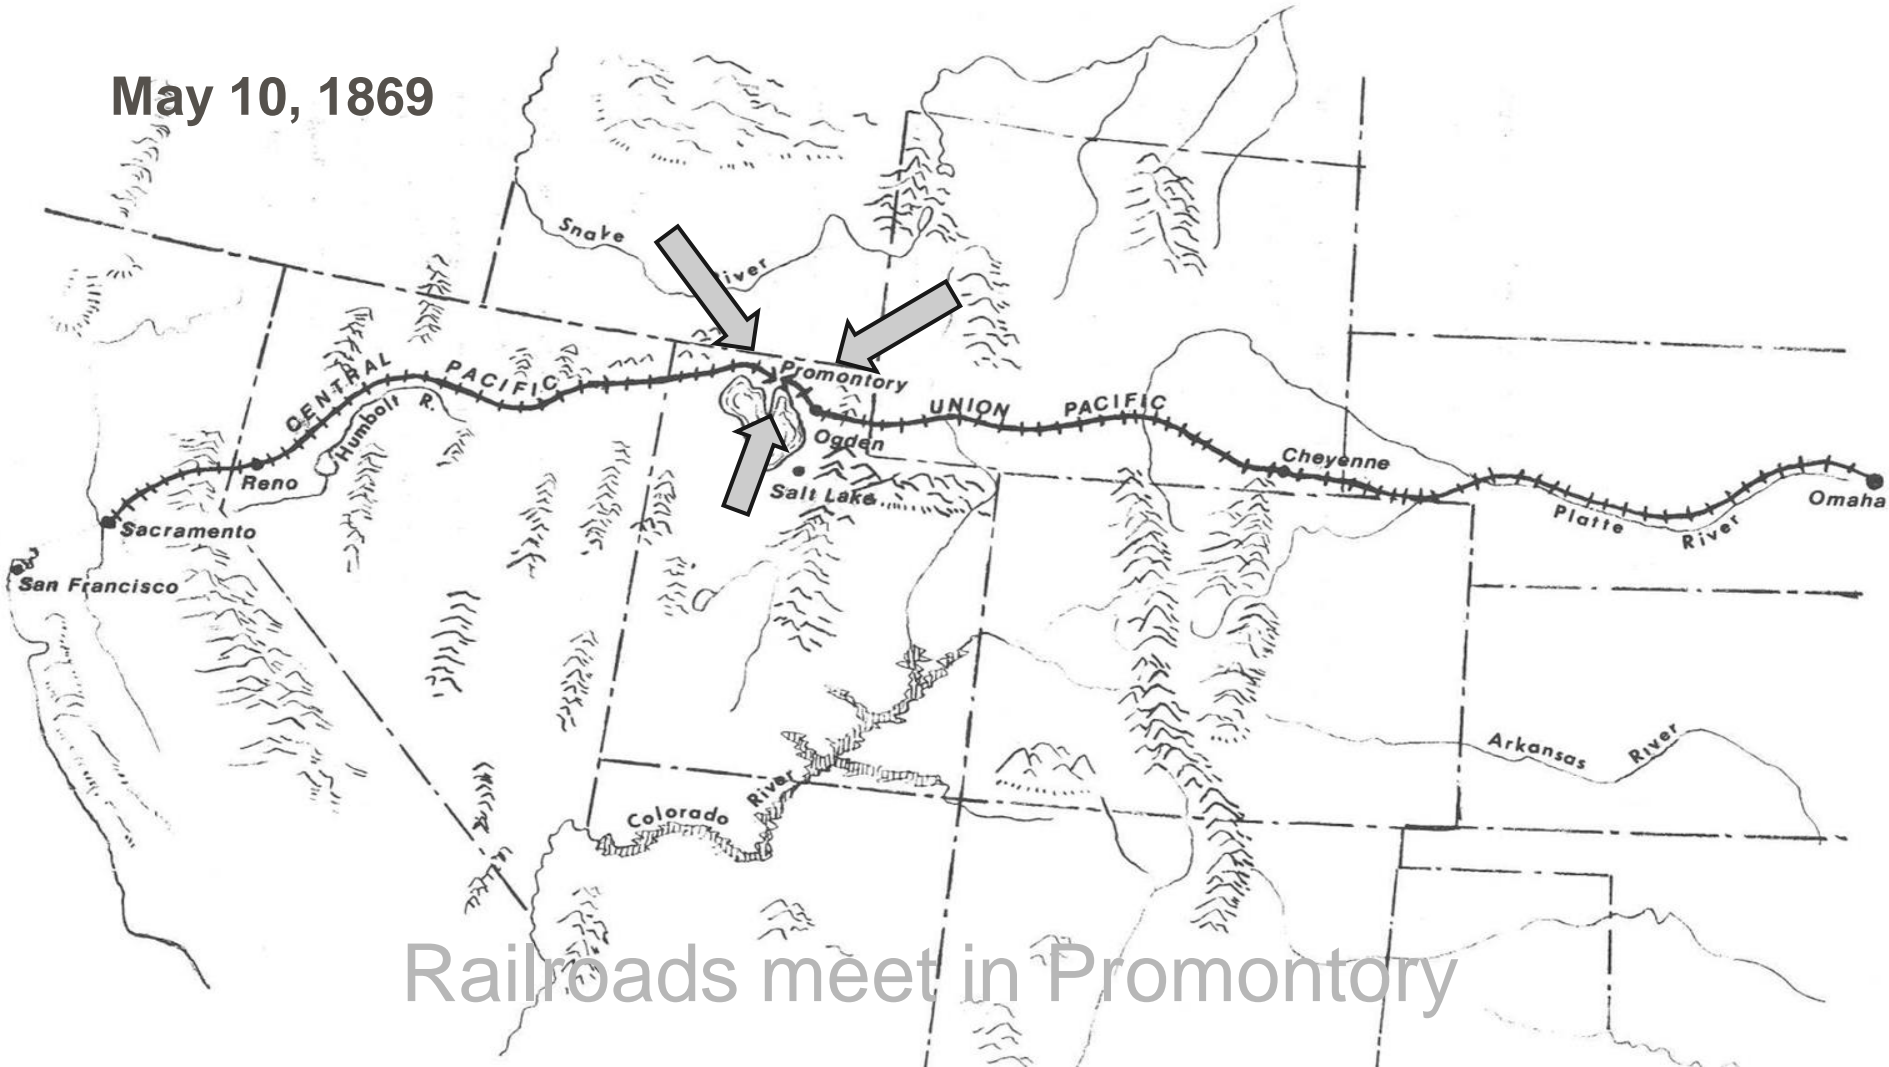 May 10, 1869
Snake
River
CENTRAL
PACIFIC
Humbolt R.
Promontory
UNION PACIFIC
Ogden
Cheyenne
Reno
Salt Lake
Omaha
Platte
River
Sacramento
San Francisco
Arkansas
River
Colorado
River
Railroads meet in Promontory